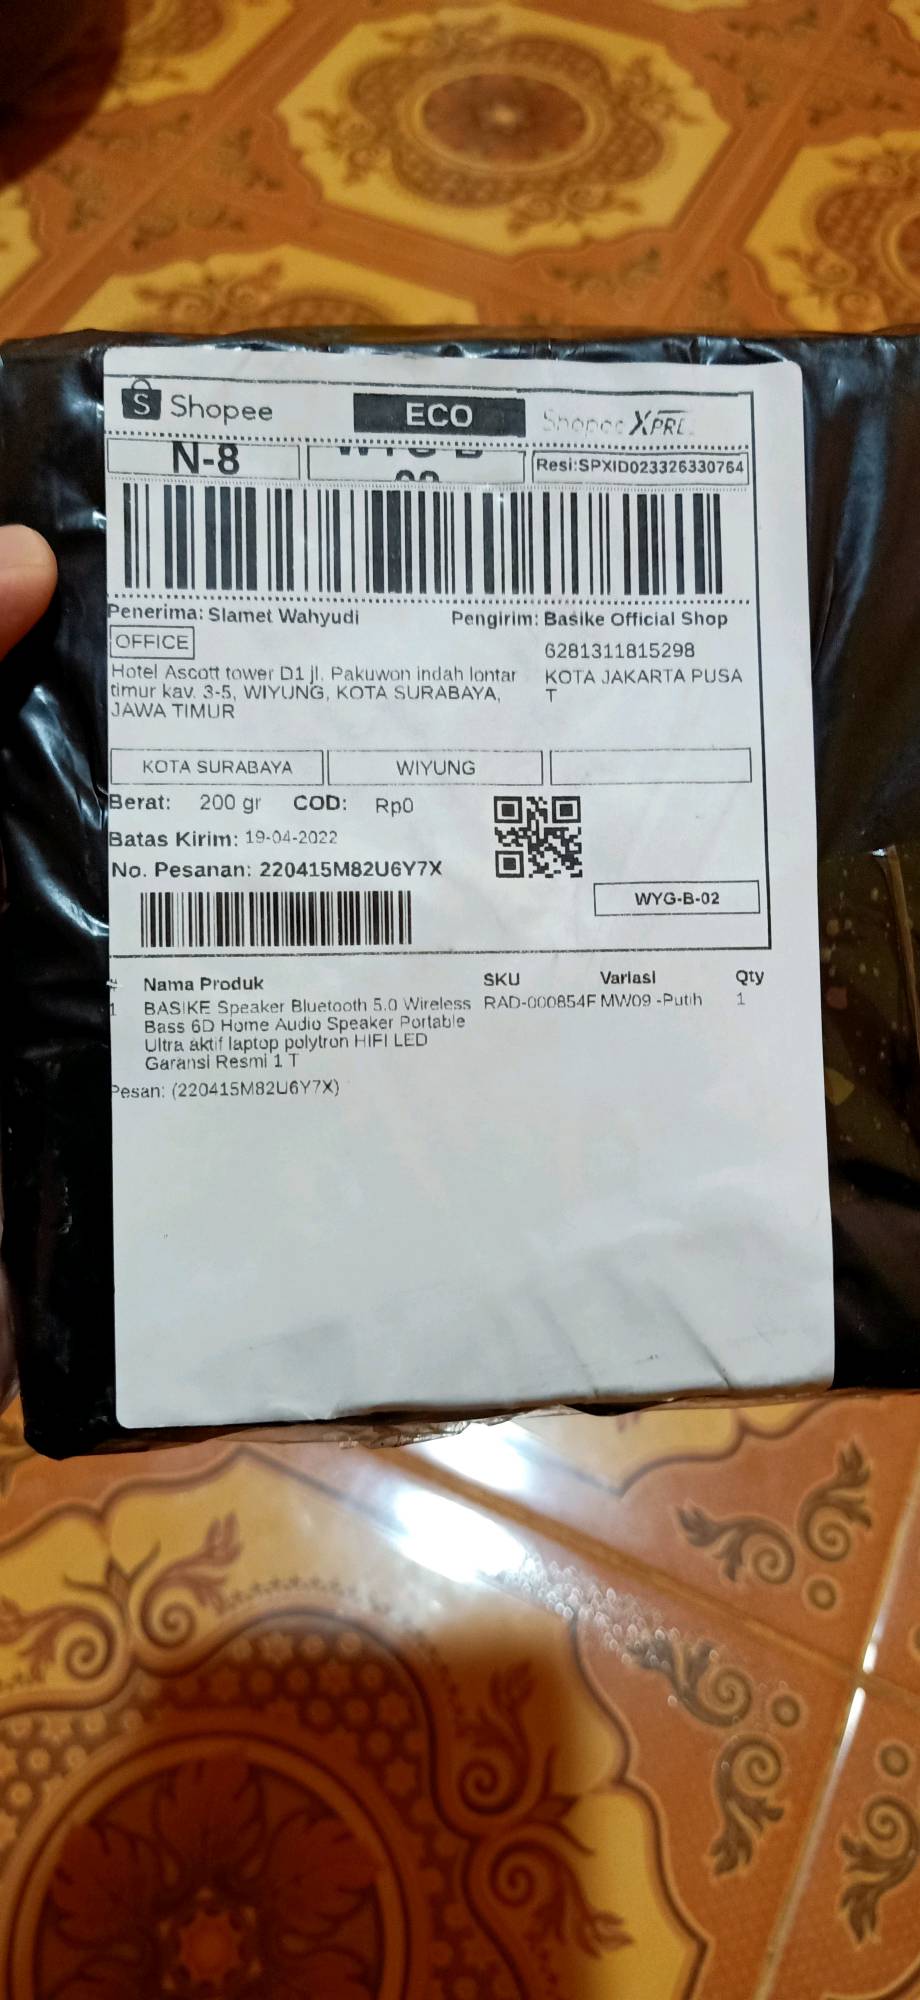 Shopee
ECO
Shopee XPRE
N-8
Resi:SPXID023326330764
Penerima: Slamet Wahyudi
Pengirim: Basike Official Shop
OFFICE
6281311815298
Hotel Ascott tower D1 jl. Pakuwon indah lontar
timur kav. 3-5, WIYUNG, KOTA SURABAYA,
JAWA TIMUR
KOTA JAKARTA PUSA
T
KOTA SURABAYA
WIYUNG
Berat: 200 gr COD: Rp0
Batas Kirim: 19-04-2022
No. Pesanan: 220415M82U6Y7X
WYG-B-02
# Nama Produk SKU Variasi Qty
1 BASIKE Speaker Bluetooth 5.0 Wireless RAD-000854F MW09 -Putih 1
Bass 6D Home Audio Speaker Portable
Ultra aktif laptop polytron HIFI LED
Garansi Resmi 1 T
Pesan: (220415M82U6Y7X)